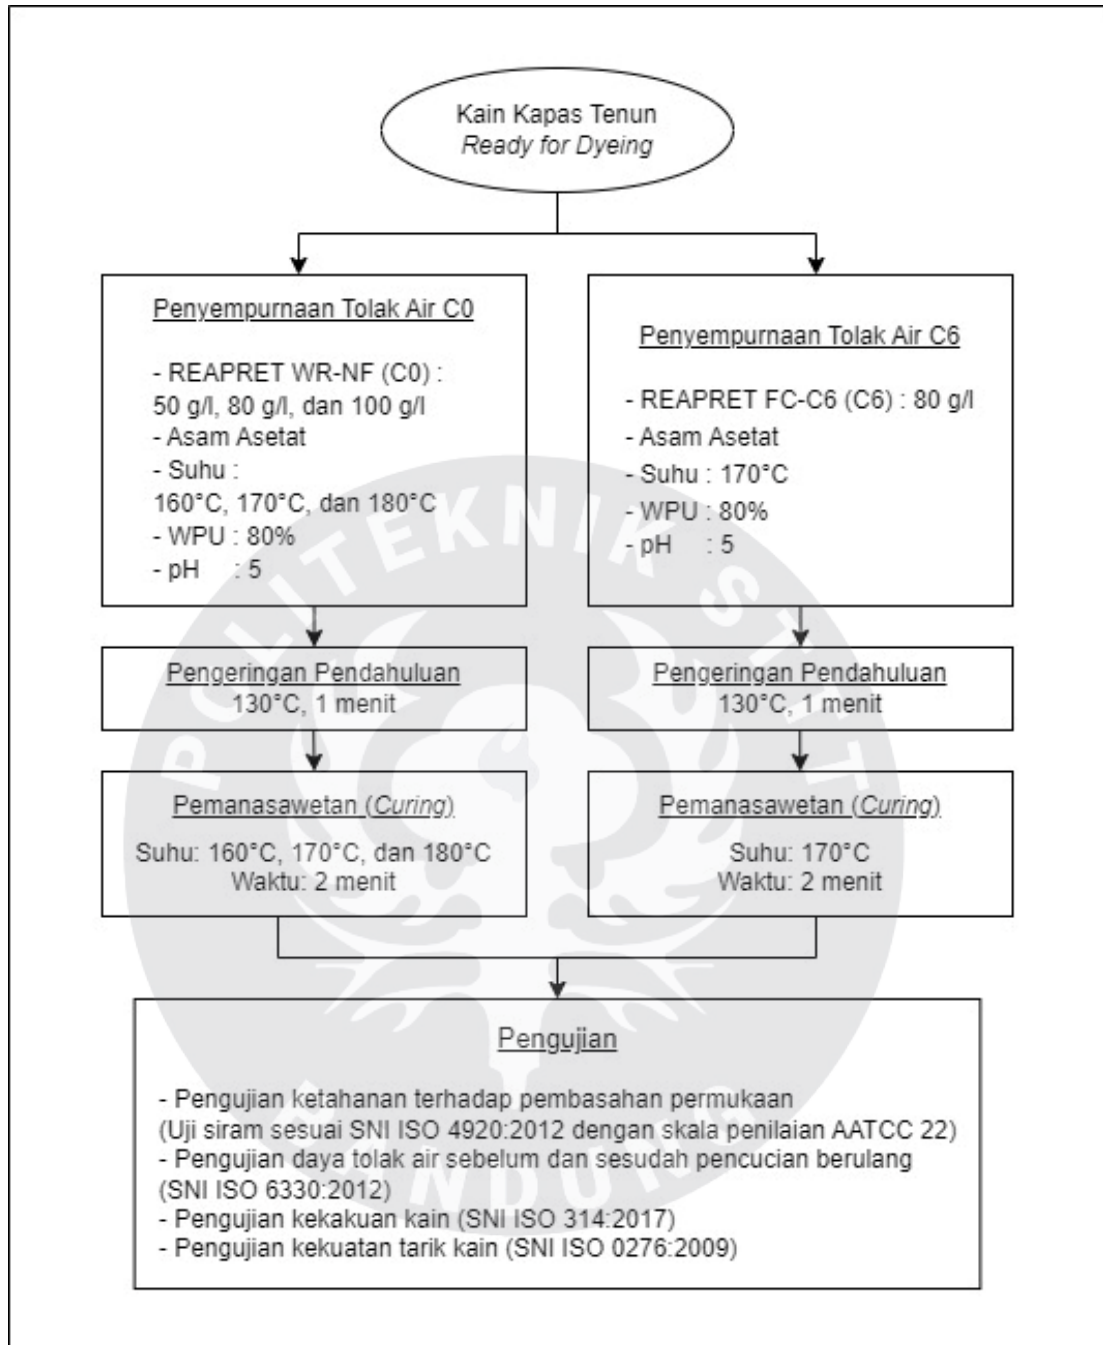 Kain Kapas Tenun
Ready for Dyeing
Penyempurnaan Tolak Air C0
- REAPRET WR-NF (C0) :
50 g/l, 80 g/l, dan 100 g/l
- Asam Asetat
- Suhu :
160°C, 170°C, dan 180°C
- WPU : 80%
- pH : 5
Penyempurnaan Tolak Air C6
- REAPRET FC-C6 (C6) : 80 g/l
- Asam Asetat
- Suhu : 170°C
- WPU : 80%
- pH : 5
Pengeringan Pendahuluan
130°C, 1 menit
Pengeringan Pendahuluan
130°C, 1 menit
Pemanasawetan (Curing)
Suhu: 160°C, 170°C, dan 180°C
Waktu: 2 menit
Pemanasawetan (Curing)
Suhu: 170°C
Waktu: 2 menit
Pengujian
- Pengujian ketahanan terhadap pembasahan permukaan
(Uji siram sesuai SNI ISO 4920:2012 dengan skala penilaian AATCC 22)
- Pengujian daya tolak air sebelum dan sesudah pencucian berulang
(SNI ISO 6330:2012)
- Pengujian kekakuan kain (SNI ISO 314:2017)
- Pengujian kekuatan tarik kain (SNI ISO 0276:2009)
POLITEKNIK STTT
BANDUNG